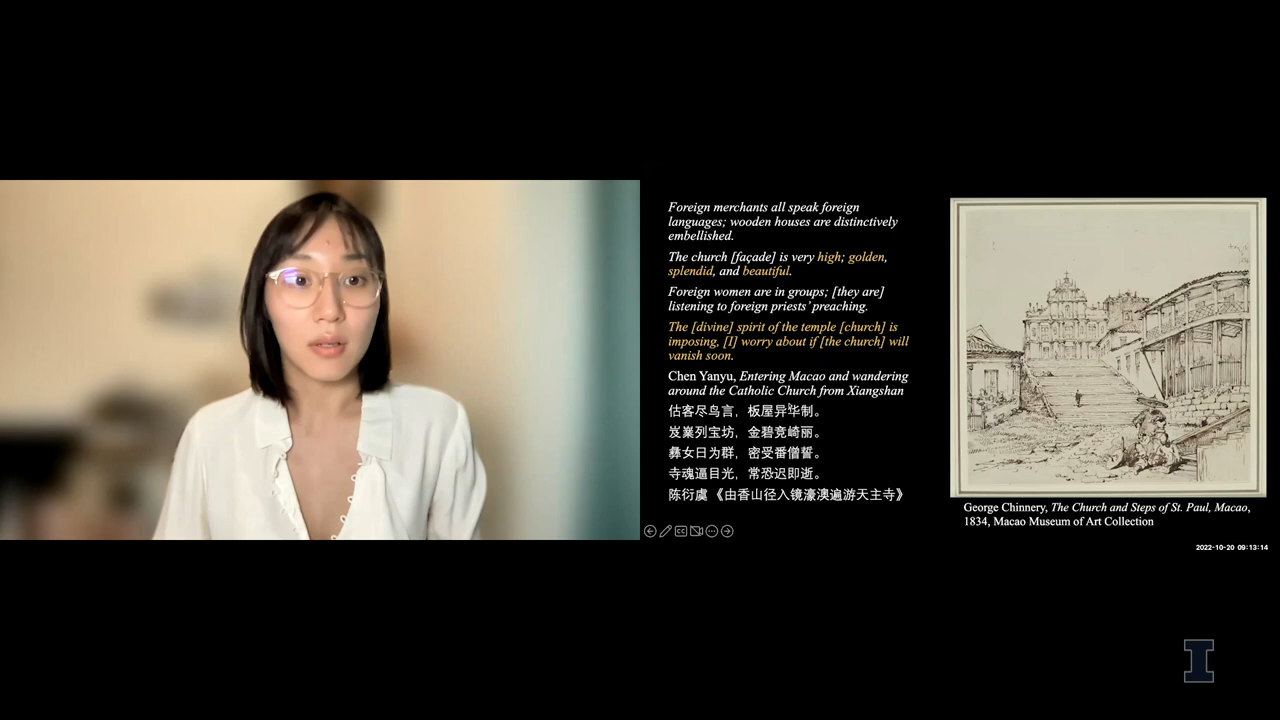 Foreign merchants all speak foreign
languages; wooden houses are distinctively
embellished.
The church [façade] is very high; golden,
splendid, and beautiful.
Foreign women are in groups; [they are]
listening to foreign priests' preaching.
The [divine] spirit of the temple [church] is
imposing, [I] worry about if [the church] will
vanish soon.
Chen Yanyu, Entering Macao and wandering
around the Catholic Church from Xiangshan
估客尽鸟言，板屋异华制。
岌嶪列宝坊，金碧竞崎丽。
彝女日为群，密受番僧誓。
寺魂逼目光，常恐迟即逝。
陈衍虞《由香山径入镜濠澳遍游天主寺》
George Chinnery, The Church and Steps of St. Paul, Macao,
1834, Macao Museum of Art Collection
CC
2022-10-20 09:13:14
I